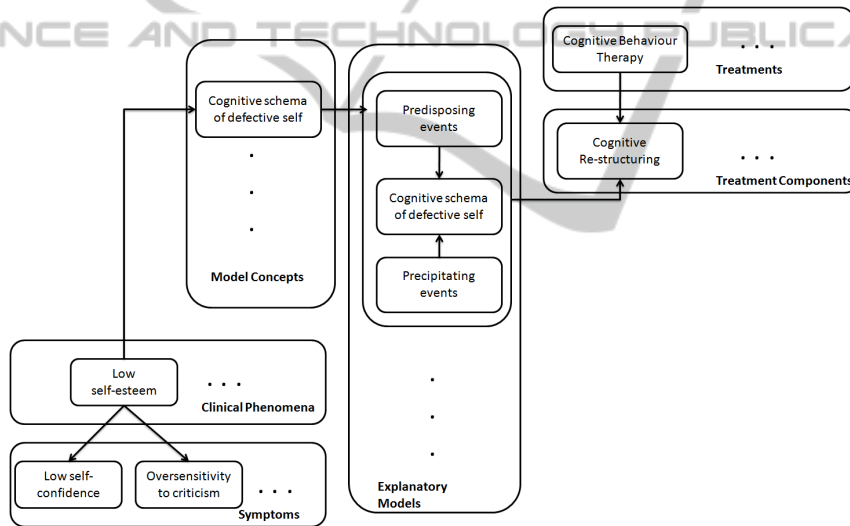 NCE AND TECHNOLOGY PUBLICA
Cognitive Behaviour
Therapy
. . .
Treatments
Cognitive schema
of defective self
.
.
.
Model Concepts
Predisposing
events
Cognitive schema
of defective self
Precipitating
events
.
.
.
Explanatory
Models
Cognitive
Re-structuring
. . .
Treatment Components
Low
self-esteem
. . .
Clinical Phenomena
Low self-
confidence
Oversensitivity
to criticism
. . .
Symptoms